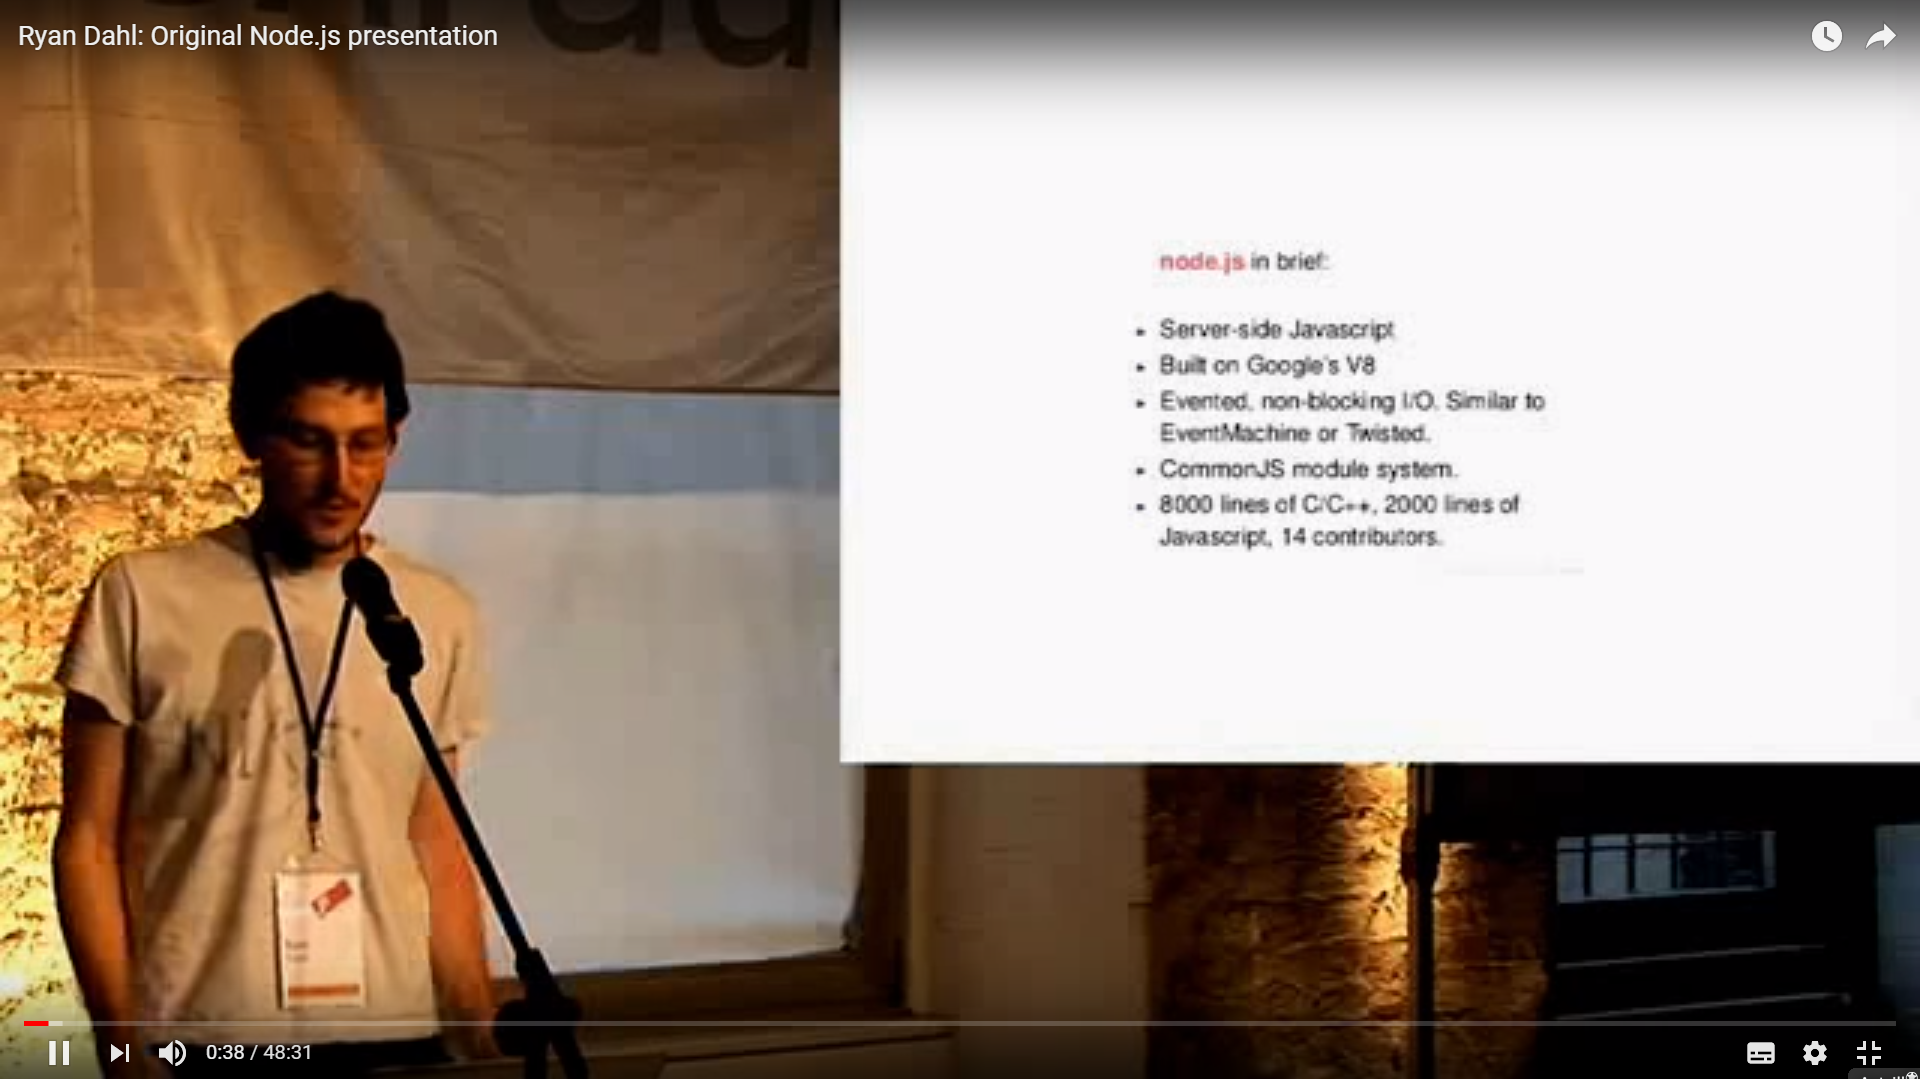 Ryan Dahl: Original Node.js presentation
node.js in brief:
Server-side Javascript
Built on Google's V8
Evented, non-blocking I/O. Similar to
EventMachine or Twisted.
CommonJS module system.
8000 lines of C/C++, 2000 lines of
Javascript, 14 contributors.
0:38 / 48:31